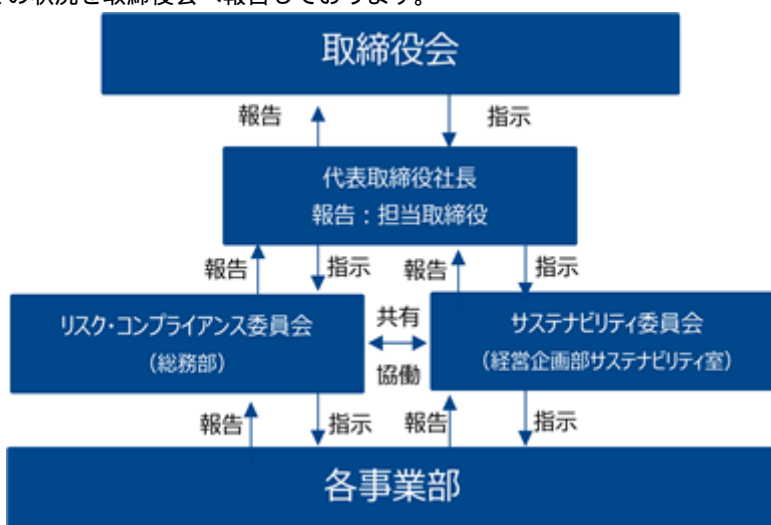 の状況を取締役会へ報告しております。
取締役会
報告 指示
代表取締役社長
報告：担当取締役
報告 指示 報告 指示
リスク・コンプライアンス委員会
（総務部）
共有
協働
サステナビリティ委員会
（経営企画部サステナビリティ室）
報告 指示 報告 指示
各事業部